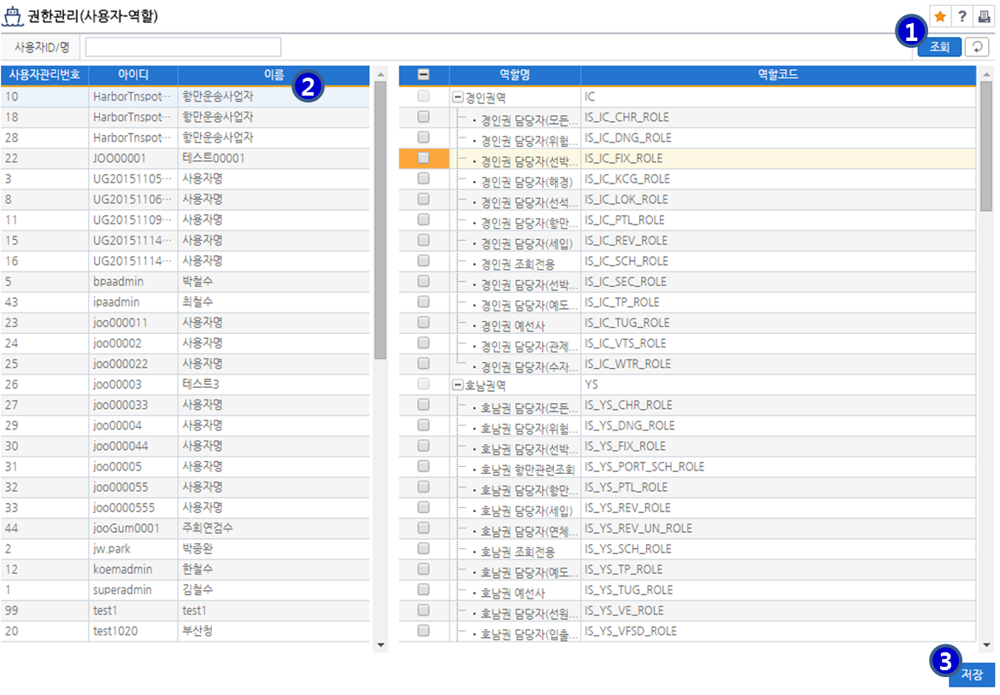 권한관리(사용자-역할)
?
사용자ID/명
1
조회
사용자관리번호 아이디 이름
2
10 HarborTnspot··· 항만운송사업자
18 HarborTnspot··· 항만운송사업자
28 HarborTnspot··· 항만운송사업자
22 JOO00001 테스트00001
3 UG20151105··· 사용자명
8 UG20151106··· 사용자명
11 UG20151109··· 사용자명
15 UG20151114··· 사용자명
16 UG20151114··· 사용자명
5 bpaadmin 박철수
43 ipaadmin 최철수
23 joo000011 사용자명
24 joo00002 사용자명
25 joo000022 사용자명
26 joo00003 테스트3
27 joo000033 사용자명
29 joo00004 사용자명
30 joo000044 사용자명
31 joo00005 사용자명
32 joo000055 사용자명
33 joo0000555 사용자명
44 jooGum0001 주희연검수
2 jw.park 박종완
12 koemadmin 한철수
1 superadmin 김철수
99 test1 test1
20 test1020 부산청
역할명 역할코드
경인권역 IC
· 경인권 담당자(모든... IS_IC_CHR_ROLE
· 경인권 담당자(위험... IS_IC_DNG_ROLE
· 경인권 담당자(선박... IS_IC_FIX_ROLE
· 경인권 담당자(해경) IS_IC_KCG_ROLE
· 경인권 담당자(선석... IS_IC_LOK_ROLE
· 경인권 담당자(항만... IS_IC_PTL_ROLE
· 경인권 담당자(세입) IS_IC_REV_ROLE
· 경인권 조회전용 IS_IC_SCH_ROLE
· 경인권 담당자(선박... IS_IC_SEC_ROLE
· 경인권 담당자(예도... IS_IC_TP_ROLE
· 경인권 예선사 IS_IC_TUG_ROLE
· 경인권 담당자(관제... IS_IC_VTS_ROLE
· 경인권 담당자(수자... IS_IC_WTR_ROLE
호남권역 YS
· 호남권 담당자(모든... IS_YS_CHR_ROLE
· 호남권 담당자(위험... IS_YS_DNG_ROLE
· 호남권 담당자(선박... IS_YS_FIX_ROLE
· 호남권 항만관련조회 IS_YS_PORT_SCH_ROLE
· 호남권 담당자(항만... IS_YS_PTL_ROLE
· 호남권 담당자(세입) IS_YS_REV_ROLE
· 호남권 담당자(연체... IS_YS_REV_UN_ROLE
· 호남권 조회전용 IS_YS_SCH_ROLE
· 호남권 담당자(예도... IS_YS_TP_ROLE
· 호남권 예선사 IS_YS_TUG_ROLE
· 호남권 담당자(선원... IS_YS_VE_ROLE
· 호남권 담당자(입출... IS_YS_VFSD_ROLE
3
저장